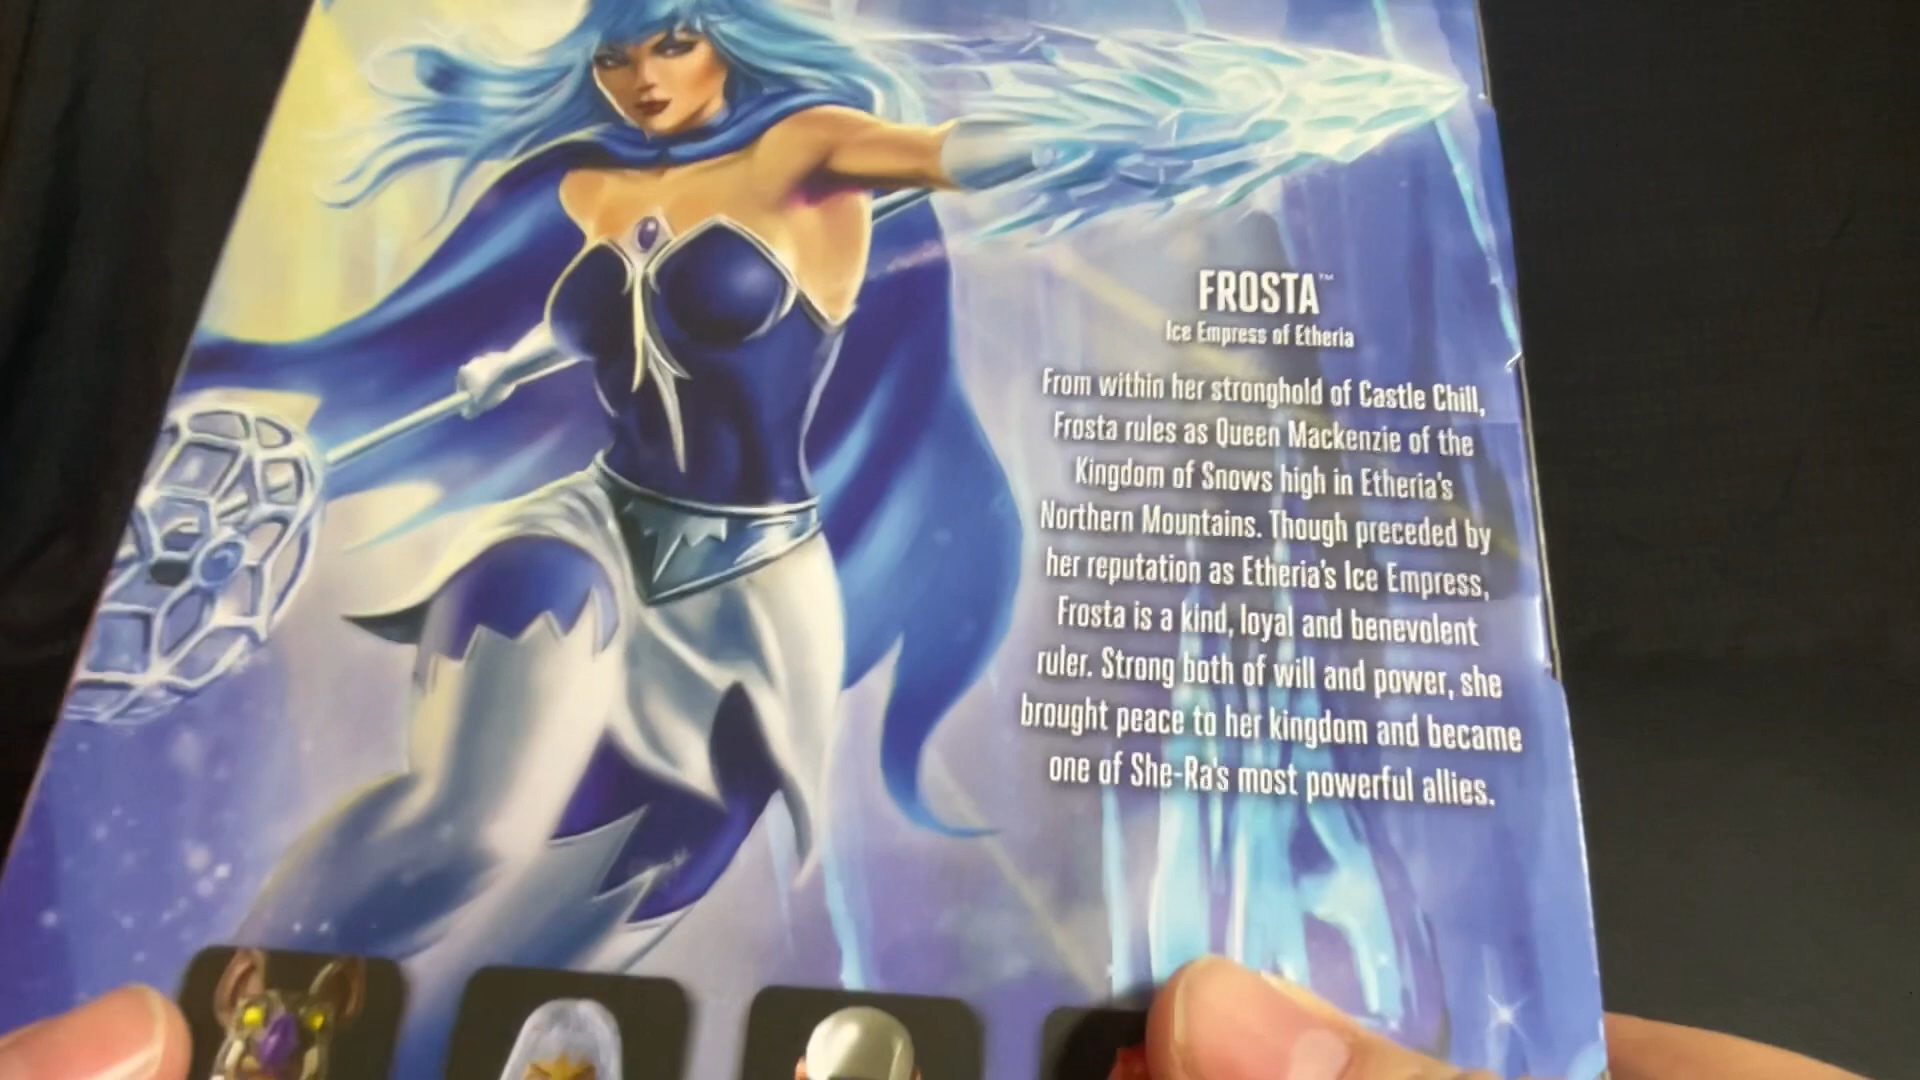 FROSTA™
Ice Empress of Etheria
From within her stronghold of Castle Chill,
Frosta rules as Queen Mackenzie of the
Kingdom of Snows high in Etheria's
Northern Mountains. Though preceded by
her reputation as Etheria's Ice Empress,
Frosta is a kind, loyal and benevolent
ruler. Strong both of will and power, she
brought peace to her kingdom and became
one of She-Ra's most powerful allies.